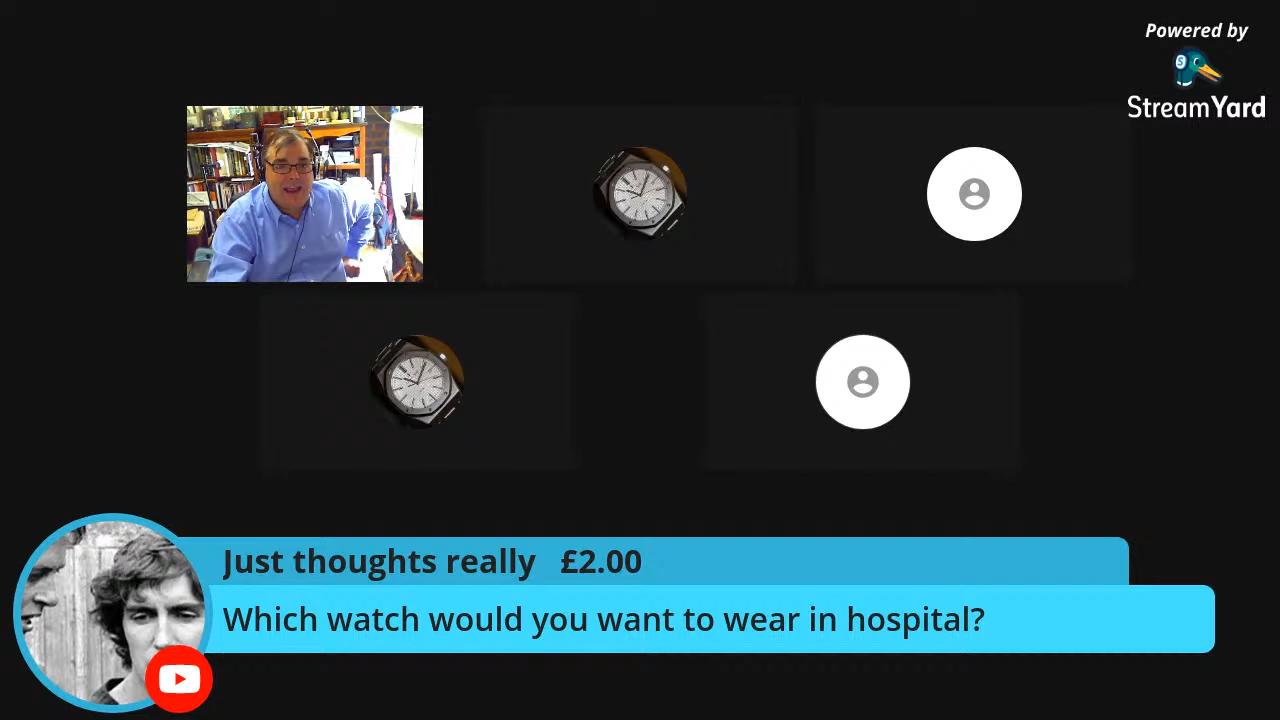 Powered by
StreamYard
Just thoughts really £2.00
Which watch would you want to wear in hospital?